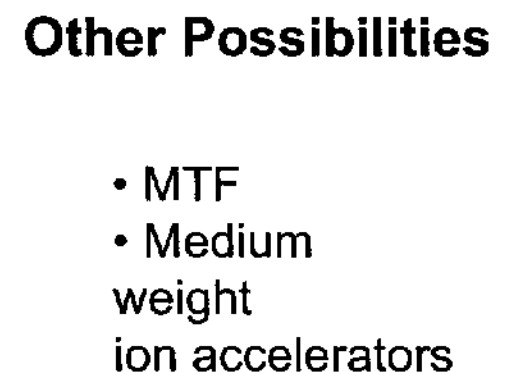 Other Possibilities
• MTF
• Medium
weight
ion accelerators